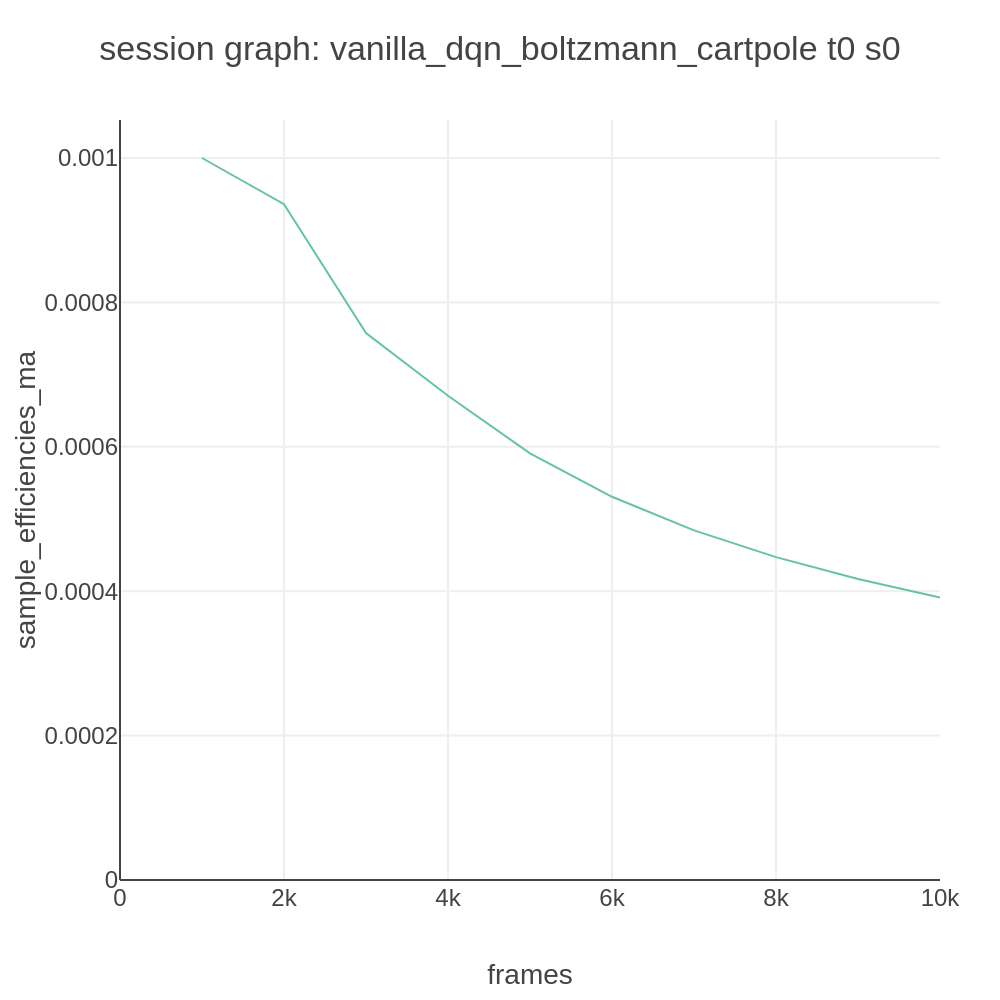 session graph: vanilla_dqn_boltzmann_cartpole t0 s0
sample_efficiencies_ma
0.001
0.0008
0.0006
0.0004
0.0002
0
0 2k 4k 6k 8k 10k
frames